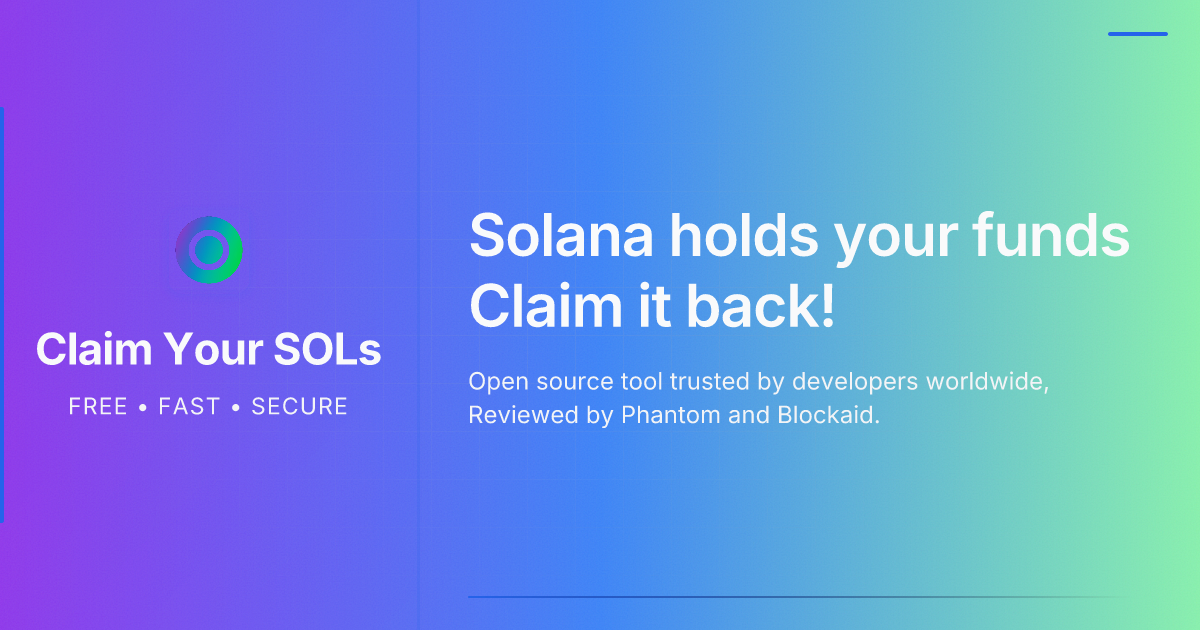 Claim Your SOLs
FREE • FAST • SECURE
Solana holds your funds
Claim it back!
Open source tool trusted by developers worldwide,
Reviewed by Phantom and Blockaid.